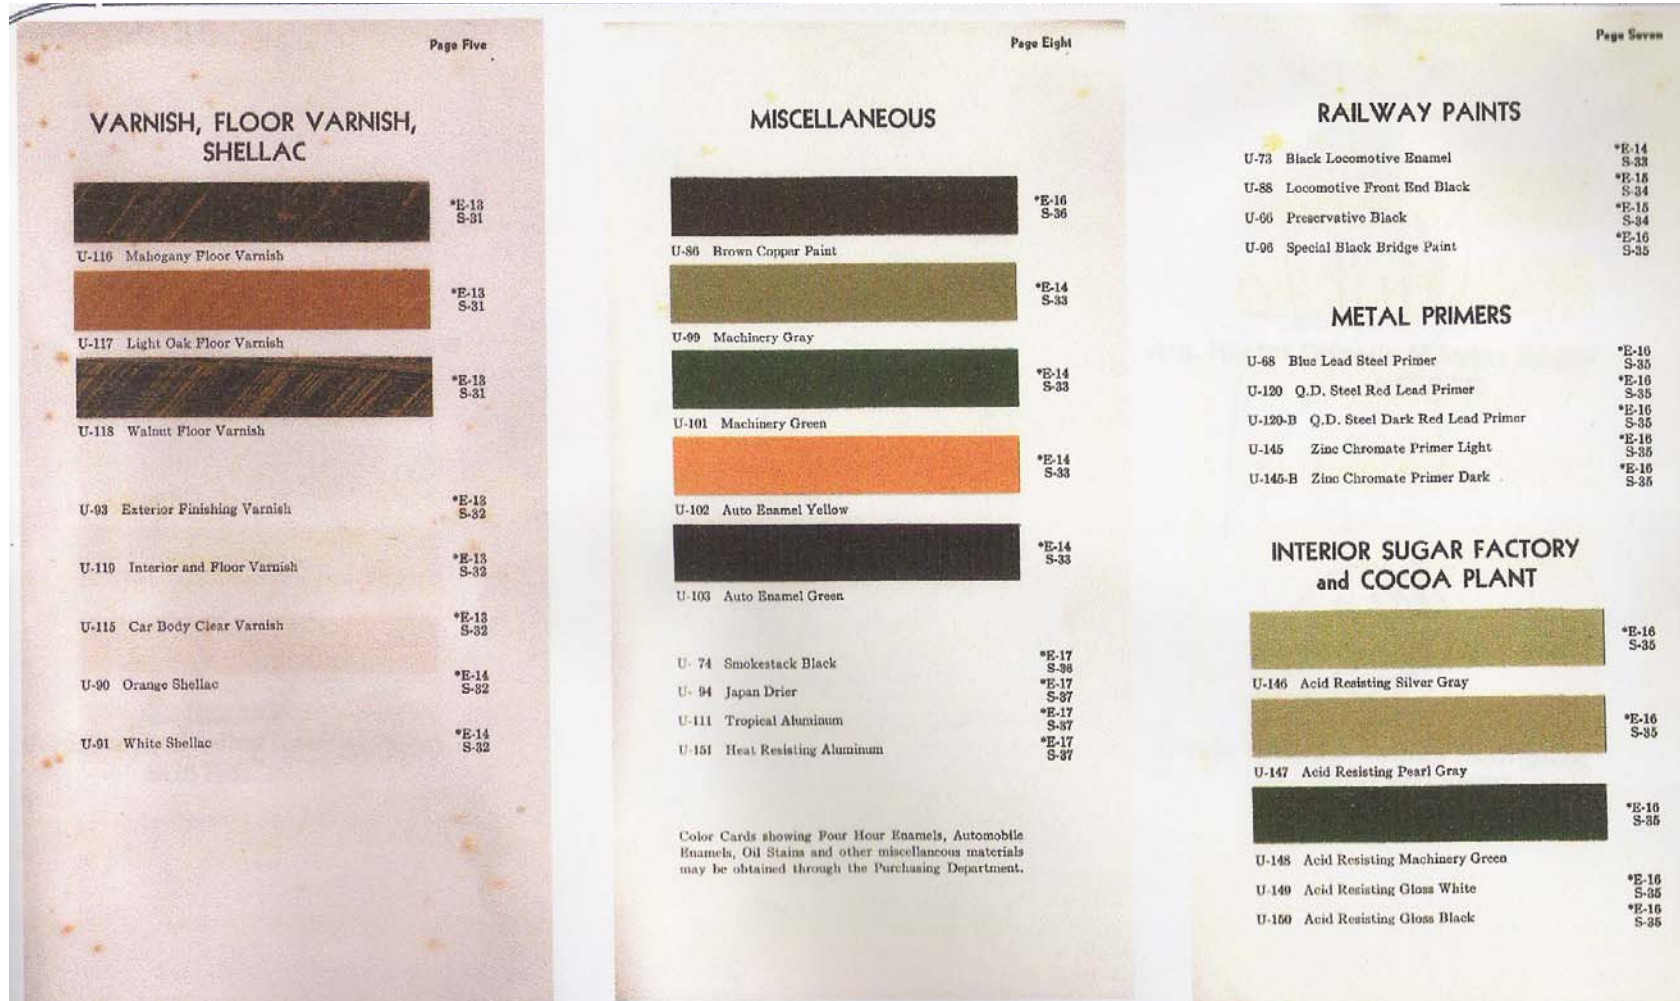 Page Five
VARNISH, FLOOR VARNISH,
SHELLAC
*E-13
S-31
U-116 Mahogany Floor Varnish
*E-13
S-31
U-117 Light Oak Floor Varnish
*E-13
S-31
U-118 Walnut Floor Varnish
U-93 Exterior Finishing Varnish *E-13
S-32
U-119 Interior and Floor Varnish *E-13
S-32
U-115 Car Body Clear Varnish *E-13
S-32
U-90 Orange Shellac *E-14
S-32
U-91 White Shellac *E-14
S-32
Page Eight
MISCELLANEOUS
*E-16
S-36
U-86 Brown Copper Paint
*E-14
S-33
U-99 Machinery Gray
*E-14
S-33
U-101 Machinery Green
*E-14
S-33
U-102 Auto Enamel Yellow
*E-14
S-33
U-103 Auto Enamel Green
U- 74 Smokestack Black *E-17
S-36
U- 94 Japan Drier *E-17
S-37
U-111 Tropical Aluminum *E-17
S-37
U-151 Heat Resisting Aluminum *E-17
S-37
Color Cards showing Four Hour Enamels, Automobile
Enamels, Oil Stains and other miscellaneous materials
may be obtained through the Purchasing Department.
Page Seven
RAILWAY PAINTS
U-73 Black Locomotive Enamel *E-14
S-33
U-88 Locomotive Front End Black *E-15
S-34
U-66 Preservative Black *E-15
S-34
U-96 Special Black Bridge Paint *E-16
S-35
METAL PRIMERS
U-68 Blue Lead Steel Primer *E-16
S-35
U-120 Q.D. Steel Red Lead Primer *E-16
S-35
U-120-B Q.D. Steel Dark Red Lead Primer *E-16
S-35
U-145 Zinc Chromate Primer Light *E-16
S-35
U-145-B Zinc Chromate Primer Dark *E-16
S-35
INTERIOR SUGAR FACTORY
and COCOA PLANT
*E-16
S-35
U-146 Acid Resisting Silver Gray
*E-16
S-35
U-147 Acid Resisting Pearl Gray
*E-16
S-35
U-148 Acid Resisting Machinery Green
U-149 Acid Resisting Gloss White *E-16
S-35
U-150 Acid Resisting Gloss Black *E-16
S-35